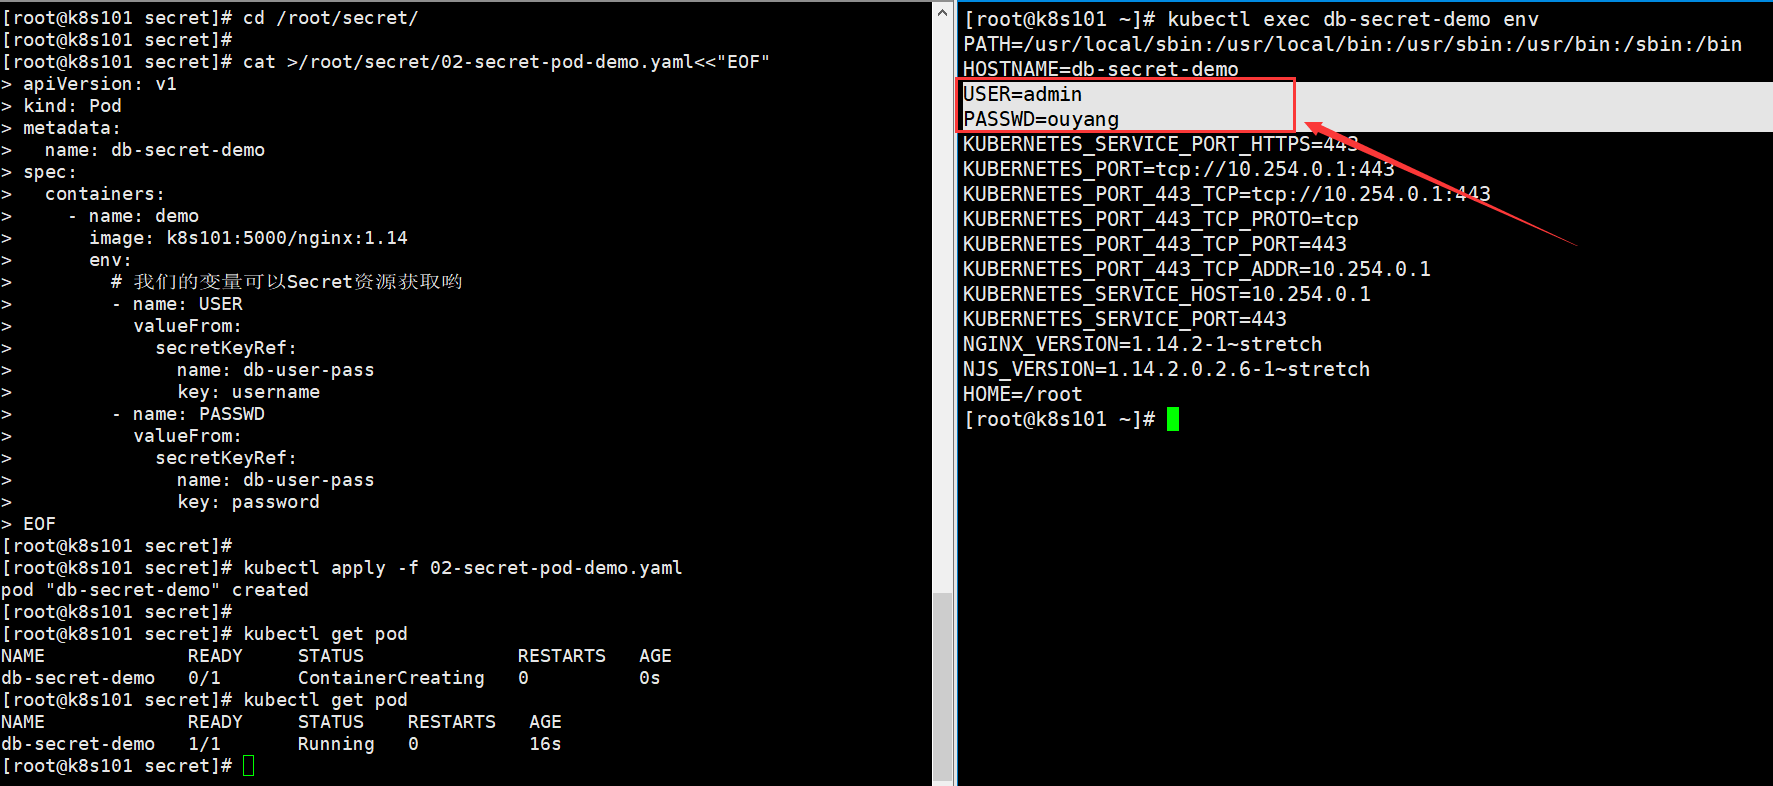 [root@k8s101 secret]# cd /root/secret/
[root@k8s101 secret]#
[root@k8s101 secret]# cat >/root/secret/02-secret-pod-demo.yaml<<"EOF"
> apiVersion: v1
> kind: Pod
> metadata:
>   name: db-secret-demo
> spec:
>   containers:
>     - name: demo
>       image: k8s101:5000/nginx:1.14
>       env:
>         # 我们的变量可以Secret资源获取哟
>         - name: USER
>           valueFrom:
>             secretKeyRef:
>               name: db-user-pass
>               key: username
>         - name: PASSWD
>           valueFrom:
>             secretKeyRef:
>               name: db-user-pass
>               key: password
> EOF
[root@k8s101 secret]#
[root@k8s101 secret]# kubectl apply -f 02-secret-pod-demo.yaml
pod "db-secret-demo" created
[root@k8s101 secret]#
[root@k8s101 secret]# kubectl get pod
NAME             READY     STATUS              RESTARTS   AGE
db-secret-demo   0/1       ContainerCreating   0          0s
[root@k8s101 secret]# kubectl get pod
NAME             READY     STATUS    RESTARTS   AGE
db-secret-demo   1/1       Running   0          16s
[root@k8s101 secret]#
[root@k8s101 ~]# kubectl exec db-secret-demo env
PATH=/usr/local/sbin:/usr/local/bin:/usr/sbin:/usr/bin:/sbin:/bin
HOSTNAME=db-secret-demo
USER=admin
PASSWD=ouyang
KUBERNETES_SERVICE_PORT_HTTPS=443
KUBERNETES_PORT=tcp://10.254.0.1:443
KUBERNETES_PORT_443_TCP=tcp://10.254.0.1:443
KUBERNETES_PORT_443_TCP_PROTO=tcp
KUBERNETES_PORT_443_TCP_PORT=443
KUBERNETES_PORT_443_TCP_ADDR=10.254.0.1
KUBERNETES_SERVICE_HOST=10.254.0.1
KUBERNETES_SERVICE_PORT=443
NGINX_VERSION=1.14.2-1~stretch
NJS_VERSION=1.14.2.0.2.6-1~stretch
HOME=/root
[root@k8s101 ~]#